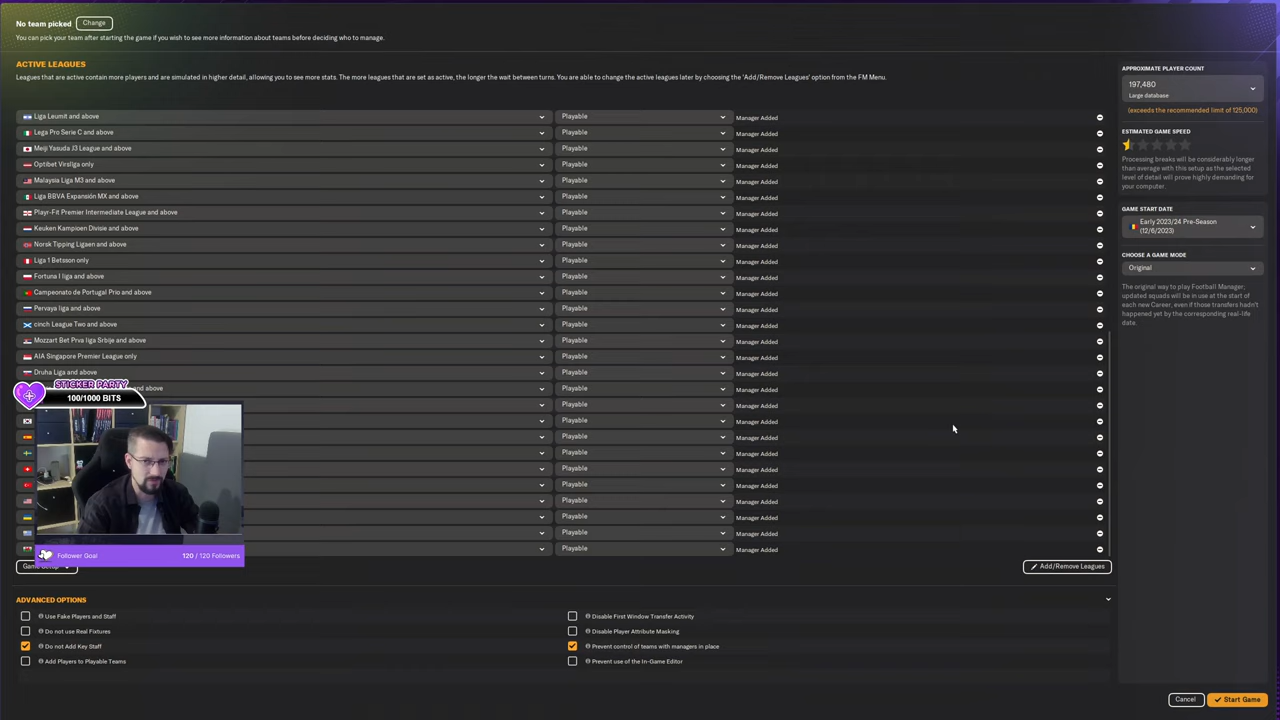 No team picked
Change
You can pick your team after starting the game if you wish to see more information about teams before deciding who to manage.
ACTIVE LEAGUES
Leagues that are active contain more players and are simulated in higher detail, allowing you to see more stats. The more leagues that are set as active, the longer the wait between turns. You are able to change the active leagues later by choosing the 'Add/Remove Leagues' option from the FM Menu.
Liga Leumit and above Playable Manager Added
Lega Pro Serie C and above Playable Manager Added
Meiji Yasuda J3 League and above Playable Manager Added
Optibet Virsliga only Playable Manager Added
Malaysia Liga M3 and above Playable Manager Added
Liga BBVA Expansión MX and above Playable Manager Added
Playr-Fit Premier Intermediate League and above Playable Manager Added
Keuken Kampioen Divisie and above Playable Manager Added
Norsk Tipping Ligaen and above Playable Manager Added
Liga 1 Betsson only Playable Manager Added
Fortuna I liga and above Playable Manager Added
Campeonato de Portugal Prio and above Playable Manager Added
Pervaya liga and above Playable Manager Added
cinch League Two and above Playable Manager Added
Mozzart Bet Prva liga Srbije and above Playable Manager Added
AIA Singapore Premier League only Playable Manager Added
Druha Liga and above Playable Manager Added
and above Playable Manager Added
Playable Manager Added
Playable Manager Added
Playable Manager Added
Playable Manager Added
Playable Manager Added
Playable Manager Added
Playable Manager Added
Playable Manager Added
Playable Manager Added
Playable Manager Added
STICKER PARTY
100/1000 BITS
Follower Goal 120 / 120 Followers
Add/Remove Leagues
ADVANCED OPTIONS
Use Fake Players and Staff
Do not use Real Fixtures
Do not Add Key Staff
Add Players to Playable Teams
Disable First Window Transfer Activity
Disable Player Attribute Masking
Prevent control of teams with managers in place
Prevent use of the In-Game Editor
APPROXIMATE PLAYER COUNT
197,480
Large database
(exceeds the recommended limit of 125,000)
ESTIMATED GAME SPEED
Processing breaks will be considerably longer
than average with this setup as the
selected level of detail will prove highly demanding for
your computer.
GAME START DATE
Early 2023/24 Pre-Season
(12/6/2023)
CHOOSE A GAME MODE
Original
The original way to play Football Manager,
updated squads will be in use at the start of
each new Career, even if those transfers hadn't
happened yet by the corresponding real-life
date.
Cancel
Start Game